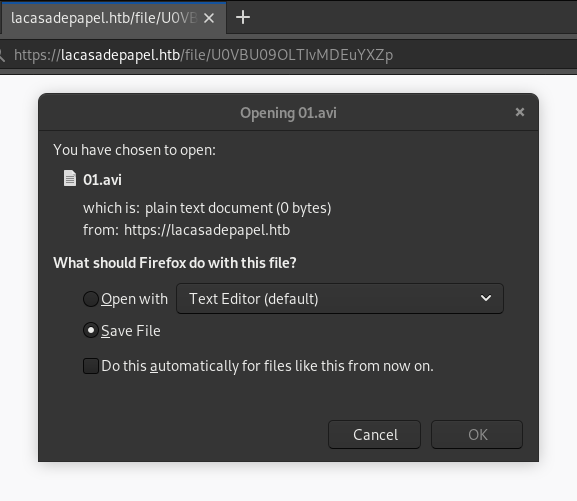 lacasadepapel.htb/file/U0VB
https://lacasadepapel.htb/file/U0VBU09OLTIvMDEuYXZp
Opening 01.avi
You have chosen to open:
01.avi
which is: plain text document (0 bytes)
from: https://lacasadepapel.htb
What should Firefox do with this file?
Open with Text Editor (default)
Save File
Do this automatically for files like this from now on.
Cancel OK